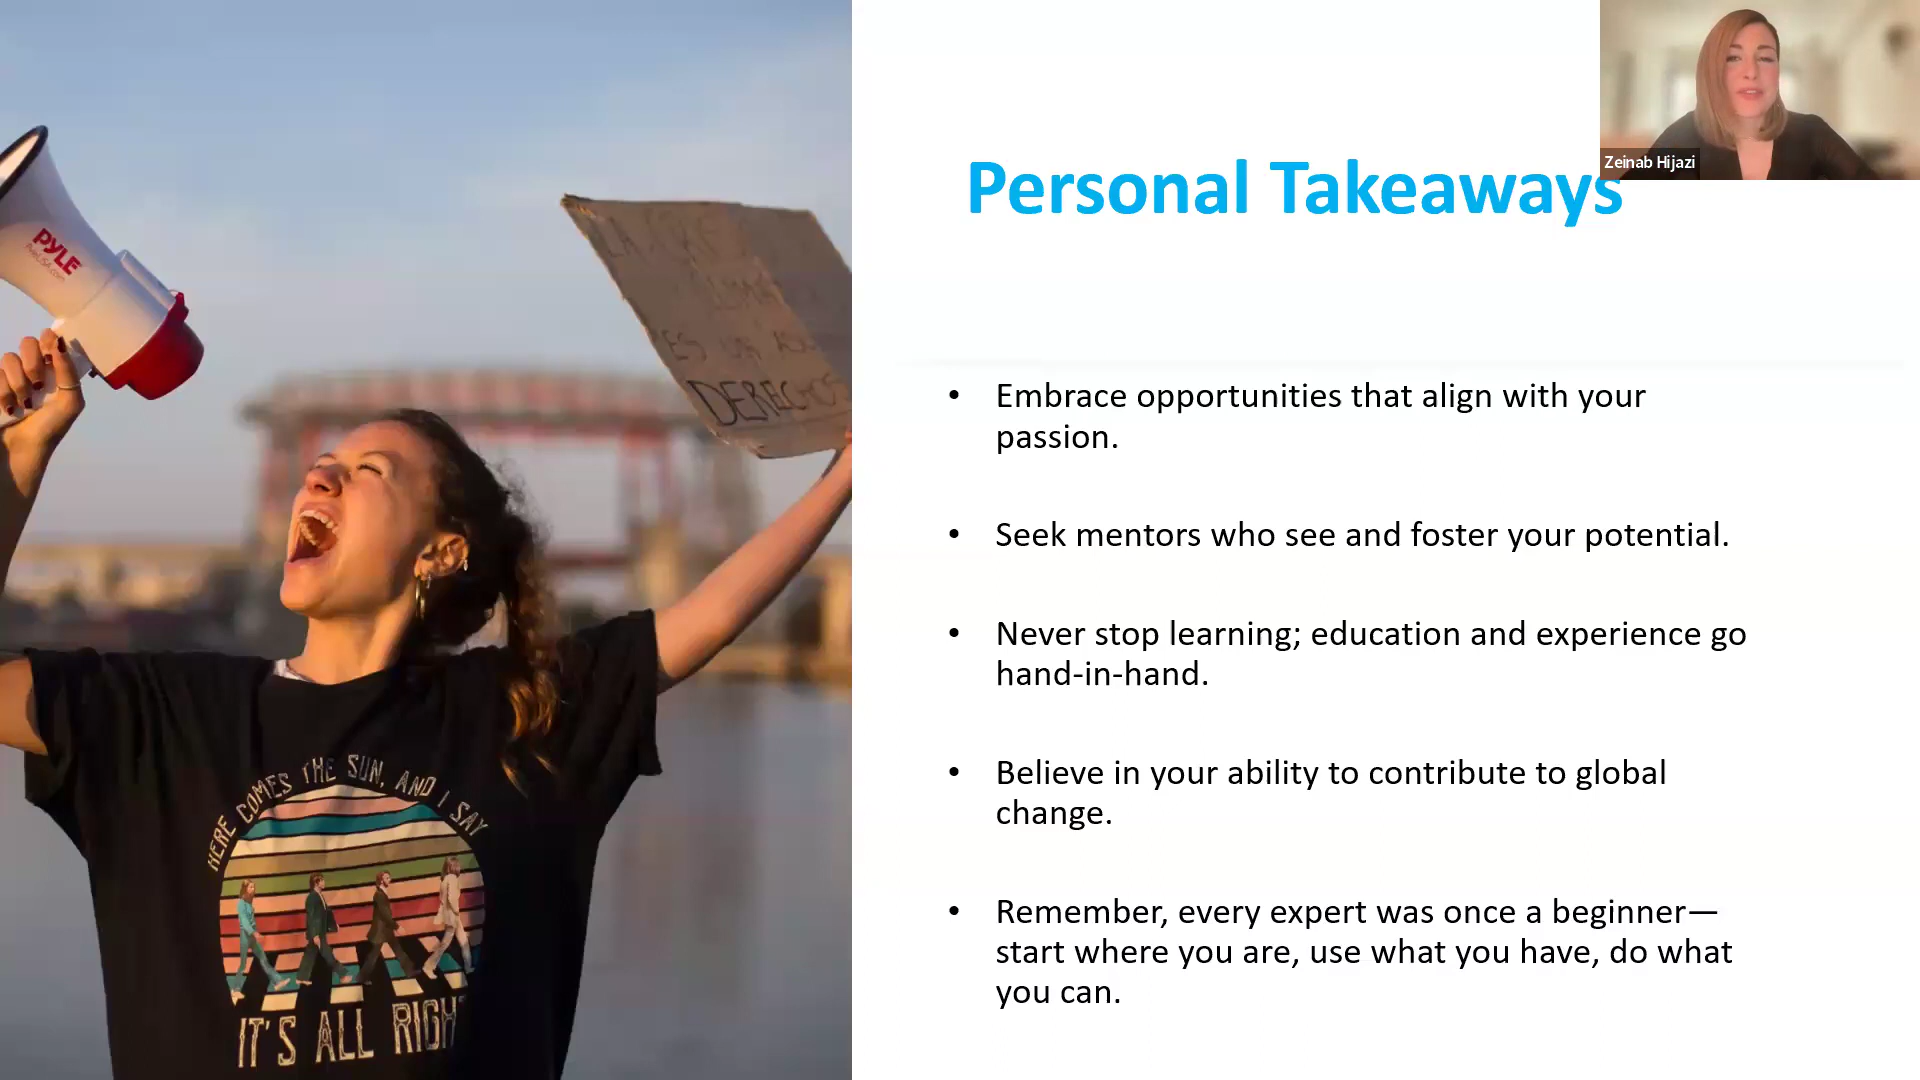 Zeinab Hijazi
Personal Takeaways
• Embrace opportunities that align with your
passion.
• Seek mentors who see and foster your potential.
• Never stop learning; education and experience go
hand-in-hand.
• Believe in your ability to contribute to global
change.
• Remember, every expert was once a beginner—
start where you are, use what you have, do what
you can.
PYLE
ES UN
DERECHOS
HERE COMES THE SUN, AND I SAY
IT'S ALL RIGH